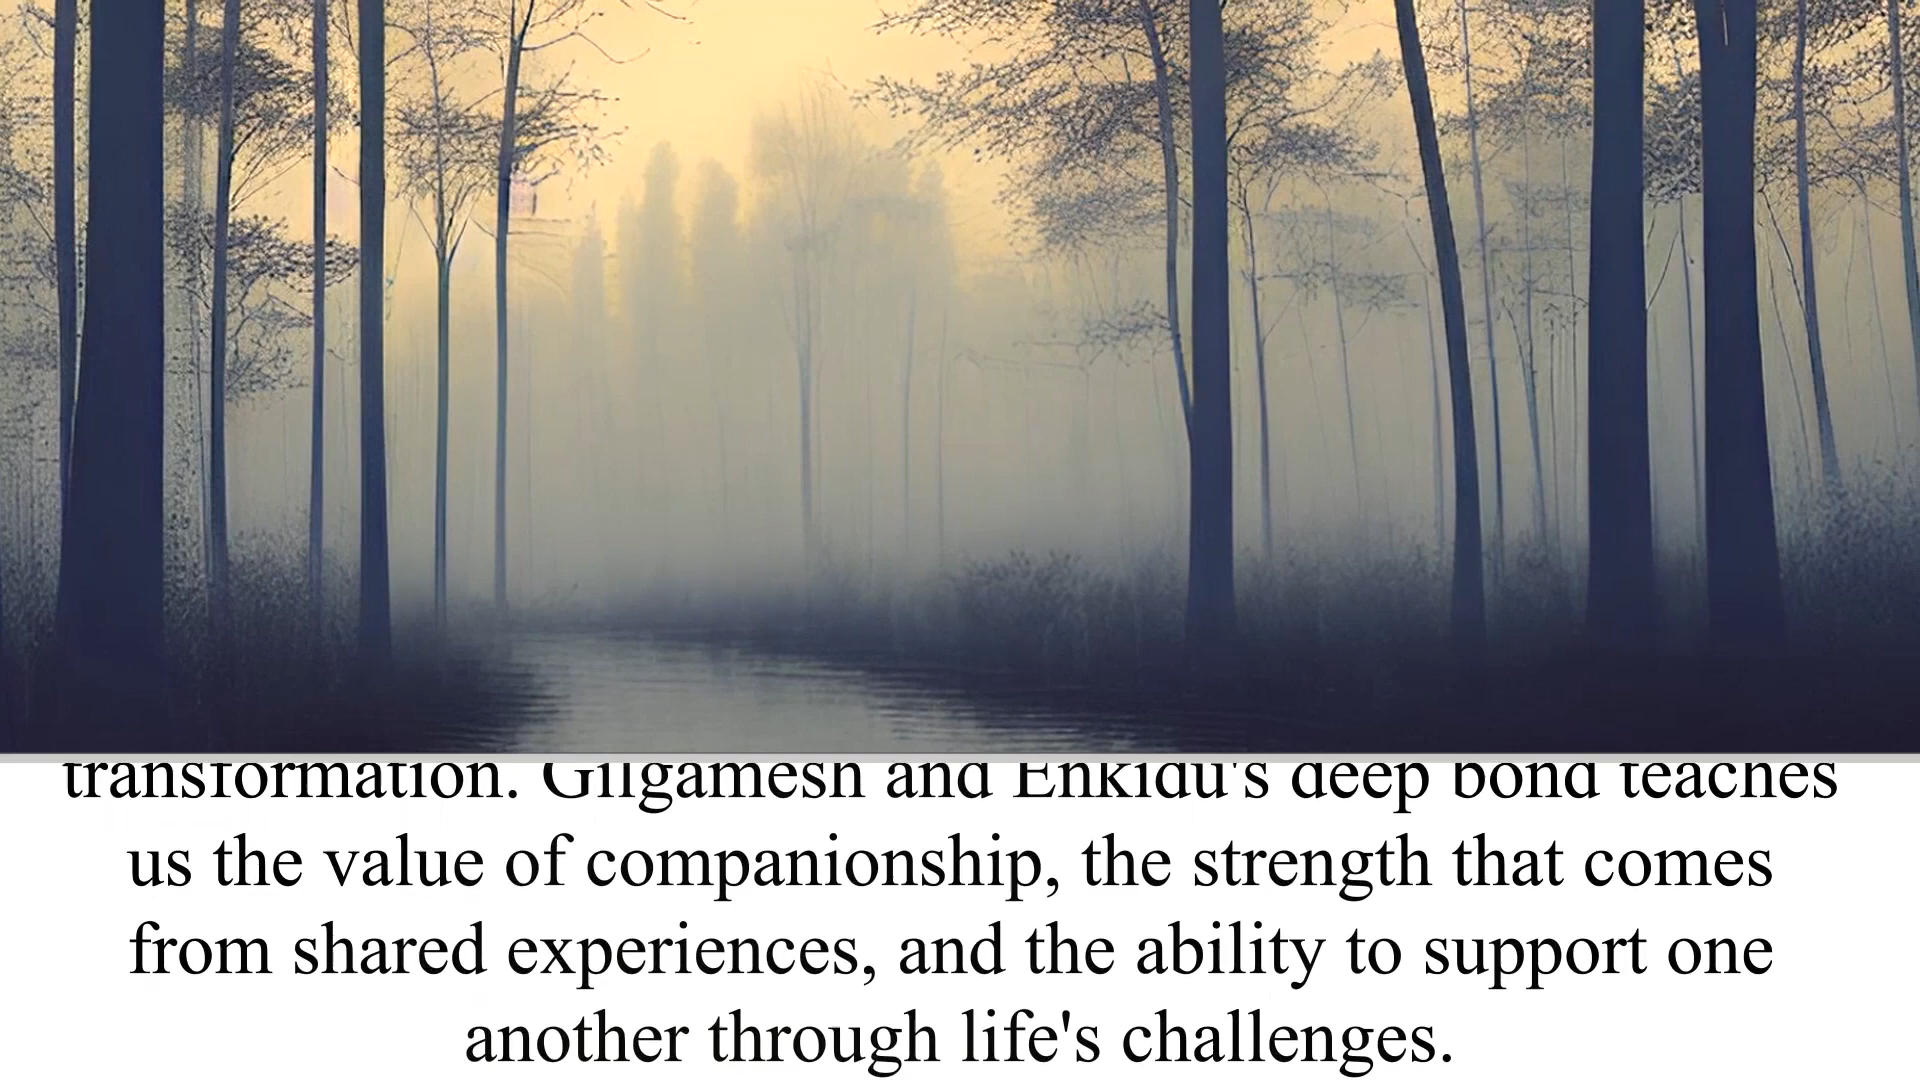 transformation. Gilgamesh and Enkidu's deep bond teaches
us the value of companionship, the strength that comes
from shared experiences, and the ability to support one
another through life's challenges.